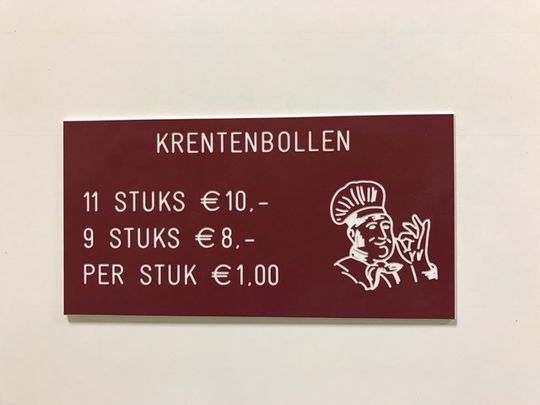 KRENTENBOLLEN
11 STUKS €10,-
9 STUKS €8,-
PER STUK €1,00